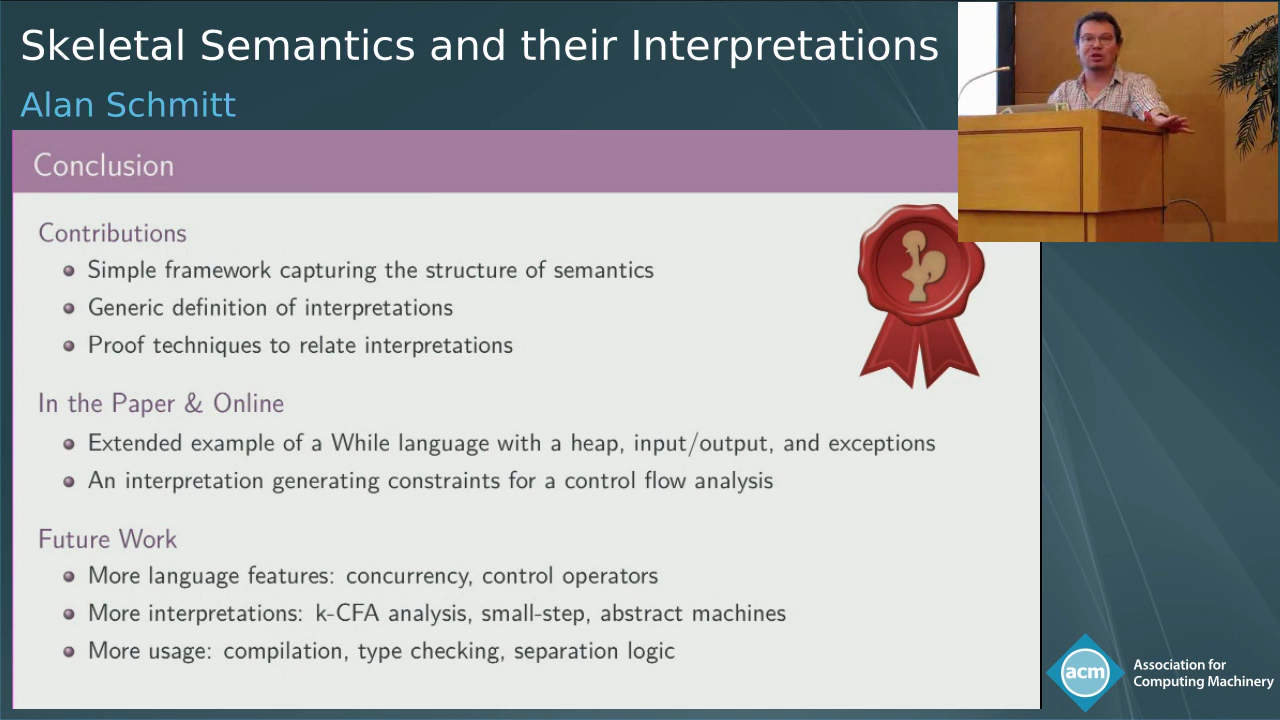 Skeletal Semantics and their Interpretations
Alan Schmitt
Conclusion
Contributions
Simple framework capturing the structure of semantics
Generic definition of interpretations
Proof techniques to relate interpretations
In the Paper & Online
Extended example of a While language with a heap, input/output, and exceptions
An interpretation generating constraints for a control flow analysis
Future Work
More language features: concurrency, control operators
More interpretations: k-CFA analysis, small-step, abstract machines
More usage: compilation, type checking, separation logic
acm
Association for
Computing Machinery